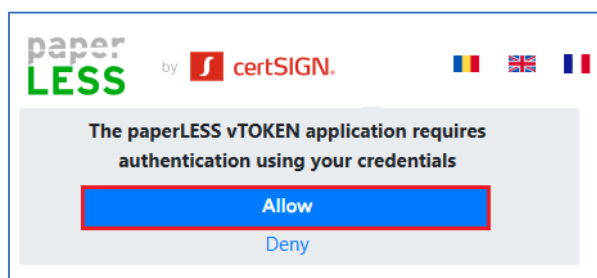 paper
LESS
by certSIGN.
The paperLESS vTOKEN application requires
authentication using your credentials
Allow
Deny